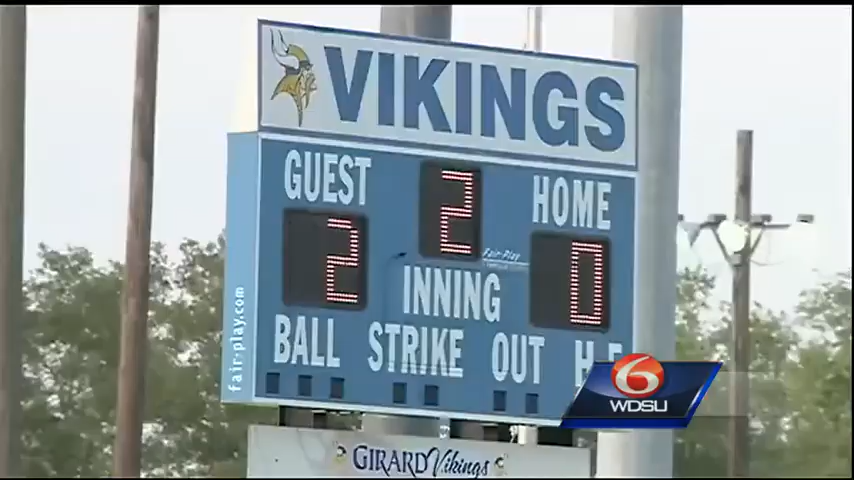 VIKINGS
GUEST 2 HOME
2 0
Fair-Play
INNING
BALL STRIKE OUT H
fair-play.com
6
WDSU
GIRARD Vikings